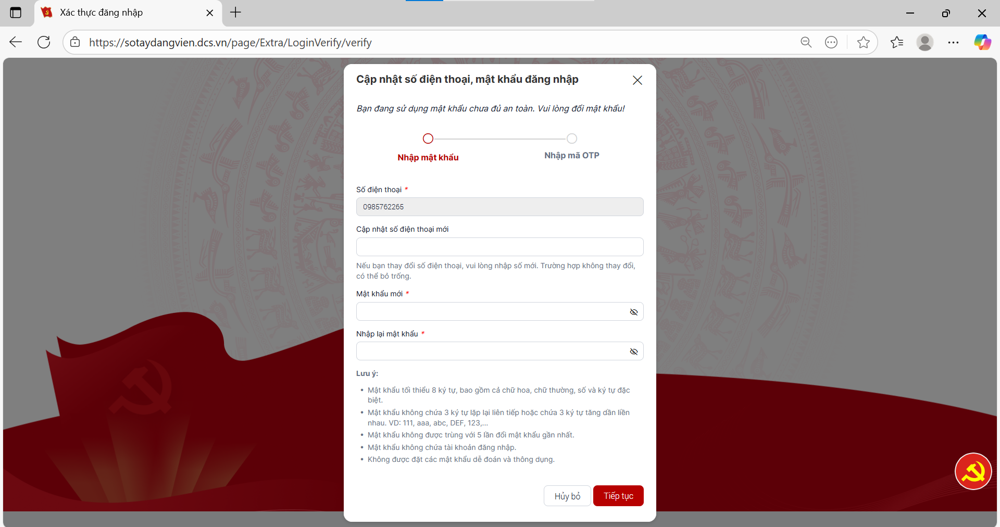 Xác thực đăng nhập
https://sotaydangvien.dcs.vn/page/Extra/LoginVerify/verify
Cập nhật số điện thoại, mật khẩu đăng nhập
Bạn đang sử dụng mật khẩu chưa đủ an toàn. Vui lòng đổi mật khẩu!
Nhập mật khẩu
Nhập mã OTP
Số điện thoại *
0985762265
Cập nhật số điện thoại mới
Nếu bạn thay đổi số điện thoại, vui lòng nhập số mới. Trường hợp không thay đổi,
có thể bỏ trống.
Mật khẩu mới *
Nhập lại mật khẩu *
Lưu ý:
• Mật khẩu tối thiểu 8 ký tự, bao gồm cả chữ hoa, chữ thường, số và ký tự đặc
biệt.
• Mật khẩu không chứa 3 ký tự lặp lại liên tiếp hoặc chứa 3 ký tự tăng dần liền
nhau. VD: 111, aaa, abc, DEF, 123,...
• Mật khẩu không được trùng với 5 lần đổi mật khẩu gần nhất.
• Mật khẩu không chứa tài khoản đăng nhập.
• Không được đặt các mật khẩu dễ đoán và thông dụng.
Hủy bỏ
Tiếp tục